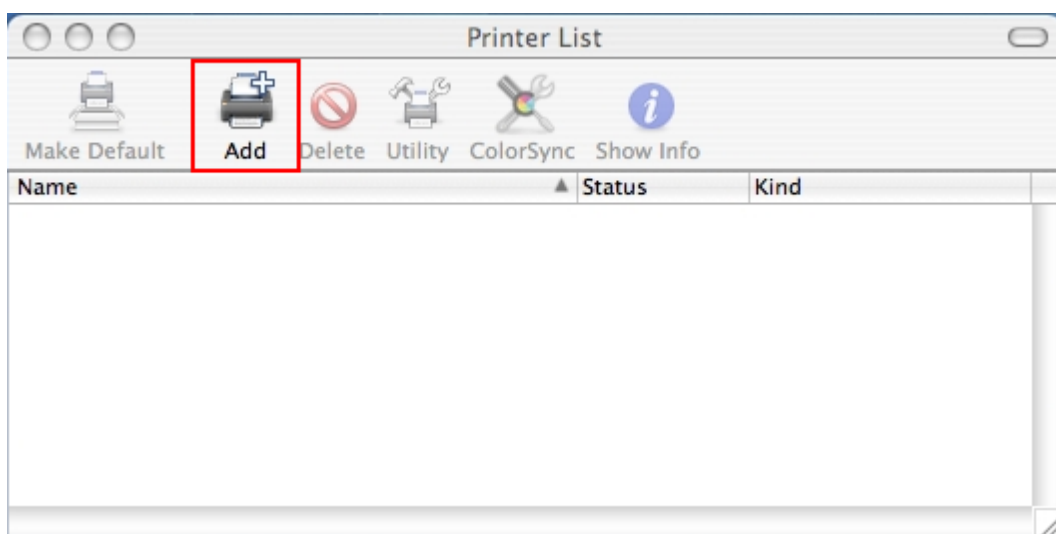 Printer List
Make Default Add Delete Utility ColorSync Show Info
Name Status Kind